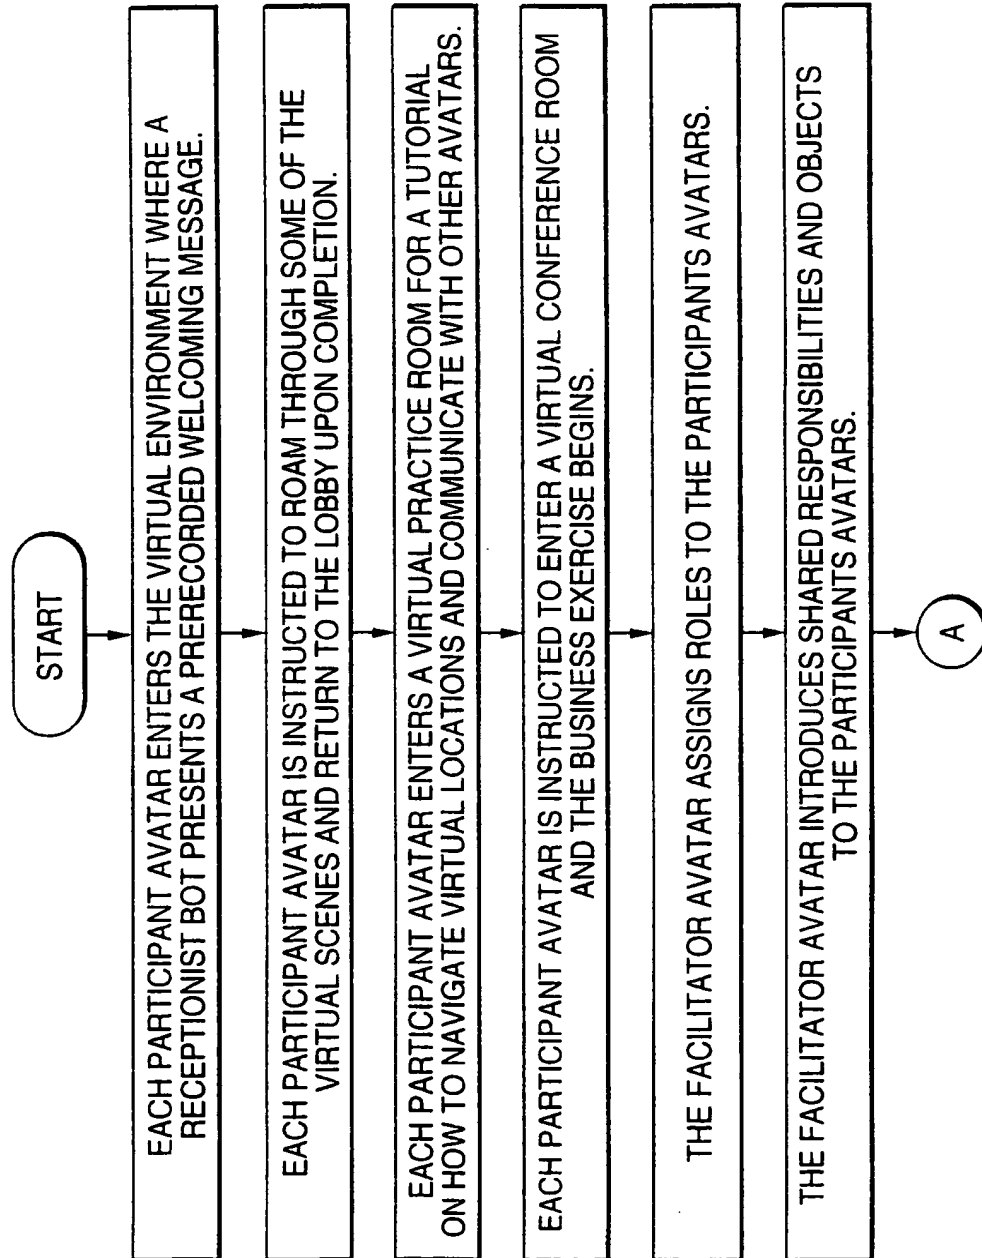 START
EACH PARTICIPANT AVATAR ENTERS THE VIRTUAL ENVIRONMENT WHERE A
RECEPTIONIST BOT PRESENTS A PRERECORDED WELCOMING MESSAGE.
EACH PARTICIPANT AVATAR IS INSTRUCTED TO ROAM THROUGH SOME OF THE
VIRTUAL SCENES AND RETURN TO THE LOBBY UPON COMPLETION.
EACH PARTICIPANT AVATAR ENTERS A VIRTUAL PRACTICE ROOM FOR A TUTORIAL
ON HOW TO NAVIGATE VIRTUAL LOCATIONS AND COMMUNICATE WITH OTHER AVATARS.
EACH PARTICIPANT AVATAR IS INSTRUCTED TO ENTER A VIRTUAL CONFERENCE ROOM
AND THE BUSINESS EXERCISE BEGINS.
THE FACILITATOR AVATAR ASSIGNS ROLES TO THE PARTICIPANTS AVATARS.
THE FACILITATOR AVATAR INTRODUCES SHARED RESPONSIBILITIES AND OBJECTS
TO THE PARTICIPANTS AVATARS.
A